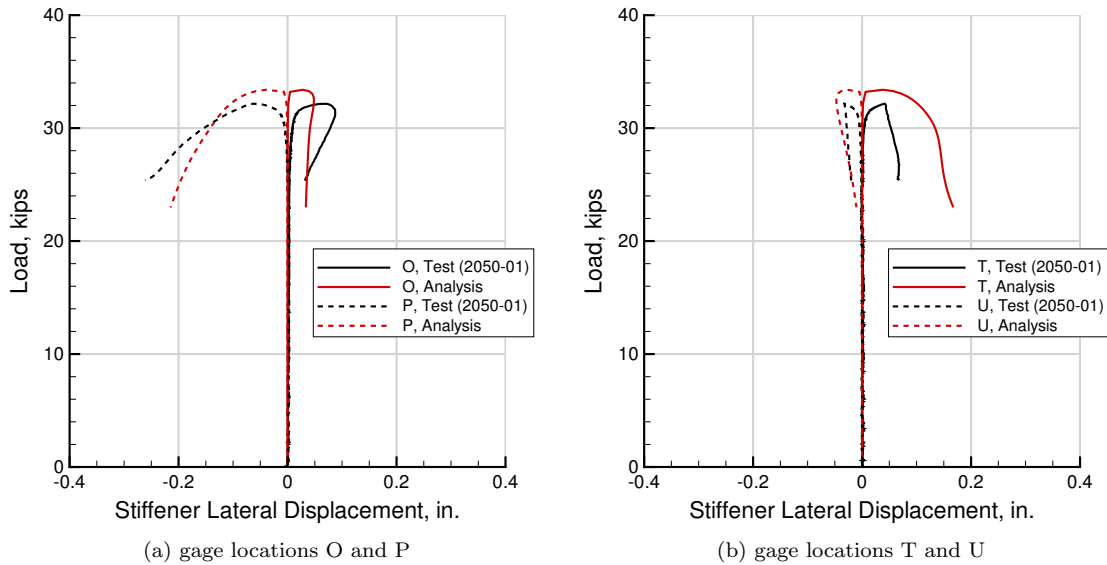 40
30
20
10
0
Load, kips
-0.4
-0.2
0
0.2
0.4
Stiffener Lateral Displacement, in.
O, Test (2050-01)
O, Analysis
P, Test (2050-01)
P, Analysis
(a) gage locations O and P
40
30
20
10
0
Load, kips
-0.4
-0.2
0
0.2
0.4
Stiffener Lateral Displacement, in.
T, Test (2050-01)
T, Analysis
U, Test (2050-01)
U, Analysis
(b) gage locations T and U